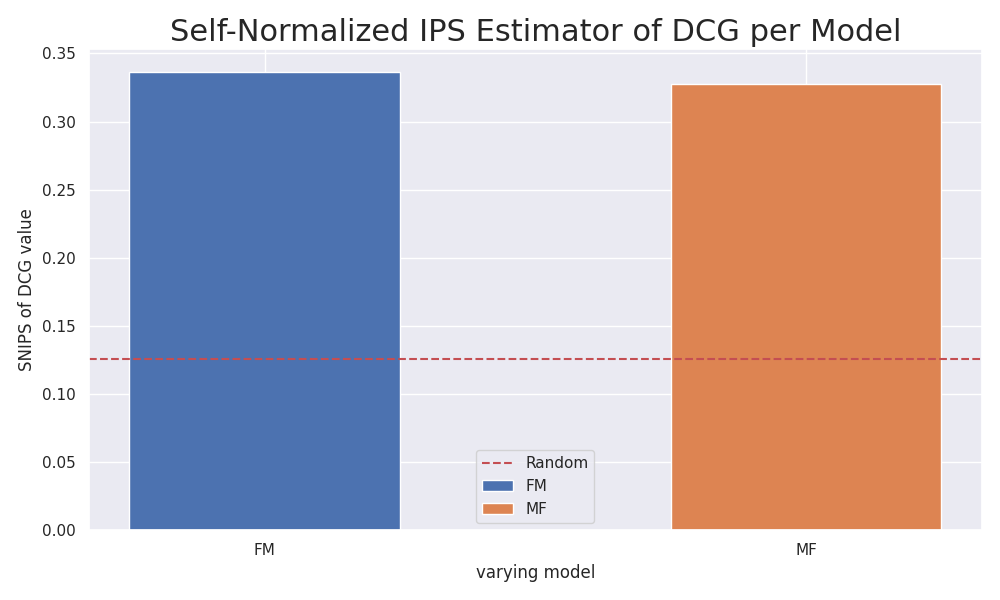 Self-Normalized IPS Estimator of DCG per Model
SNIPS of DCG value
0.35
0.30
0.25
0.20
0.15
0.10
0.05
0.00
Random
FM
MF
FM
MF
varying model